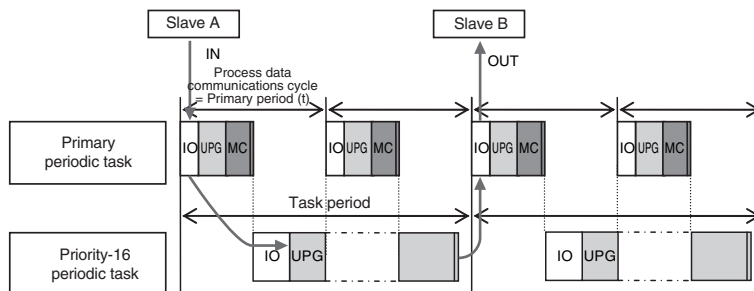 Slave A
Slave B
IN
OUT
Process data
communications cycle
= Primary period (t)
Primary
periodic task
IO UPG MC
IO UPG MC
IO UPG MC
IO UPG MC
Task period
Priority-16
periodic task
IO UPG
IO UPG